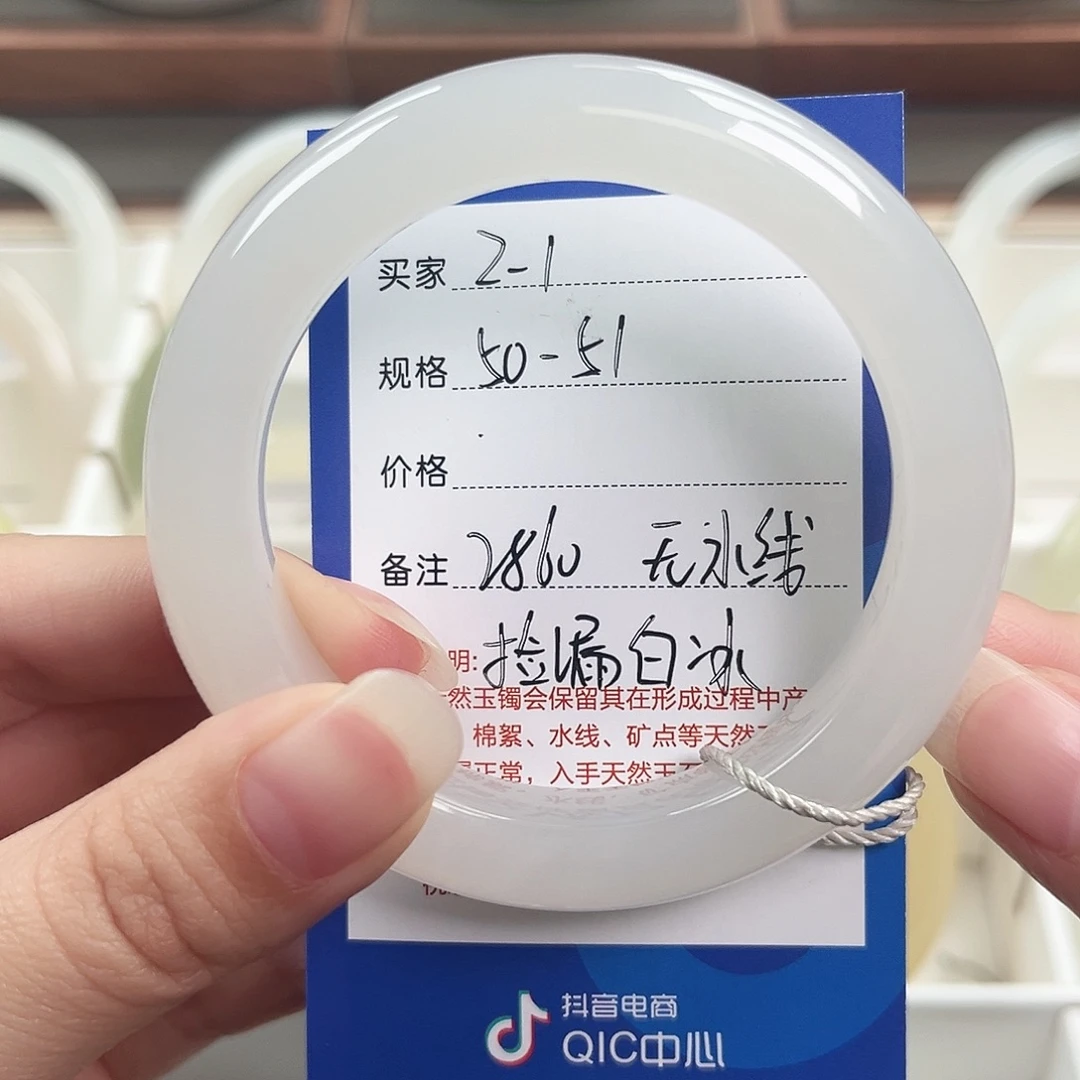 买家 2-1
规格 50-51
价格
备注 2860 无水线
明: 捡漏白冰
然玉镯会保留其在形成过程中产
棉絮、水线、矿点等天然
正常，入手天然玉
抖音电商
QIC中心